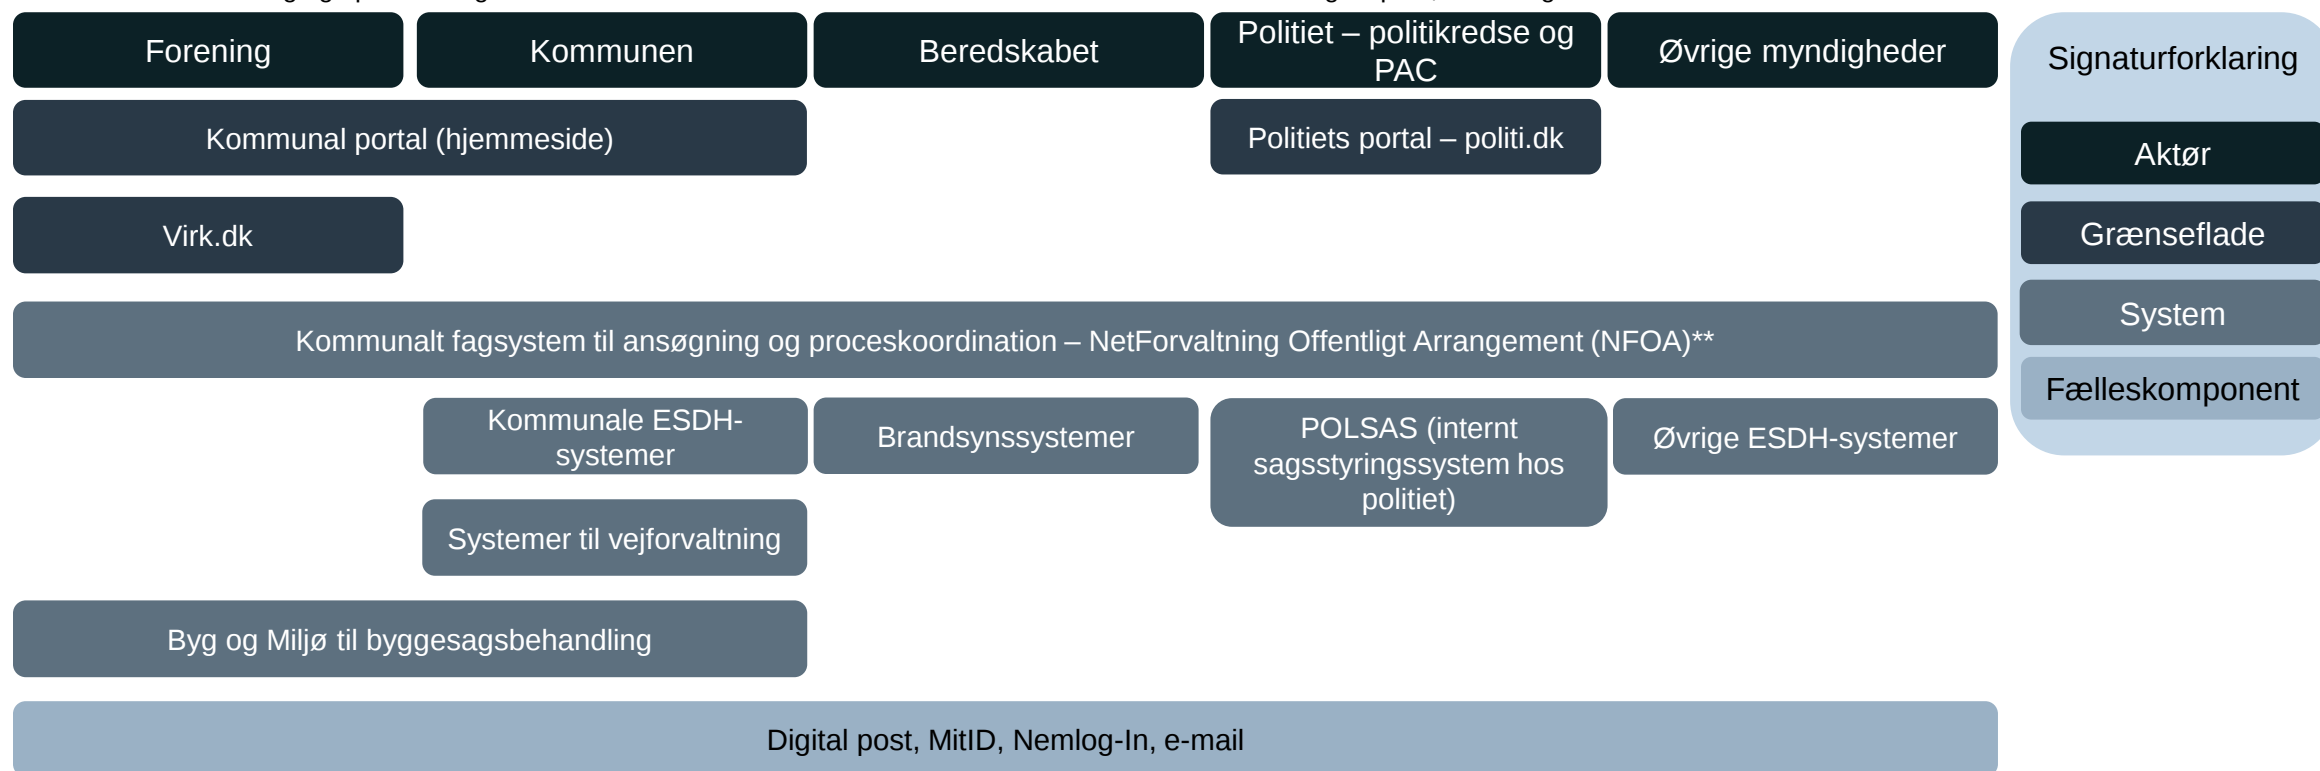 Forening
Kommunen
Beredskabet
Politiet – politikredse og
PAC
Øvrige myndigheder
Signaturforklaring
Kommunal portal (hjemmeside)
Politiets portal – politi.dk
Aktør
Virk.dk
Grænseflade
Kommunalt fagsystem til ansøgning og proceskoordination – NetForvaltning Offentligt Arrangement (NFOA)**
System
Fælleskomponent
Kommunale ESDH-
systemer
Brandsynssystemer
POLSAS (internt
sagsstyringssystem hos
politiet)
Øvrige ESDH-systemer
Systemer til vejforvaltning
Byg og Miljø til byggesagsbehandling
Digital post, MitID, Nemlog-In, e-mail